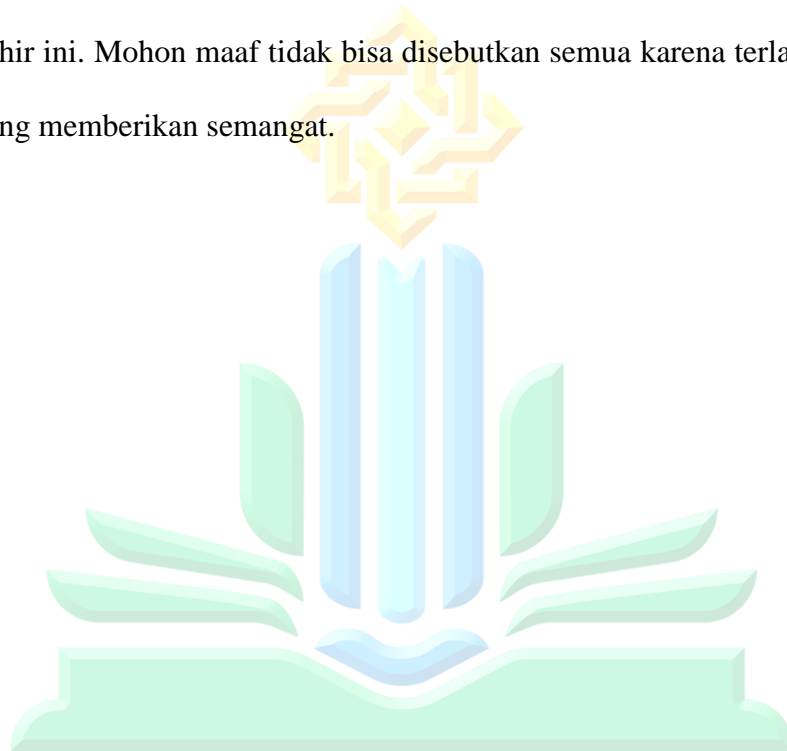 hir ini. Mohon maaf tidak bisa disebutkan semua karena terla
ng memberikan semangat.